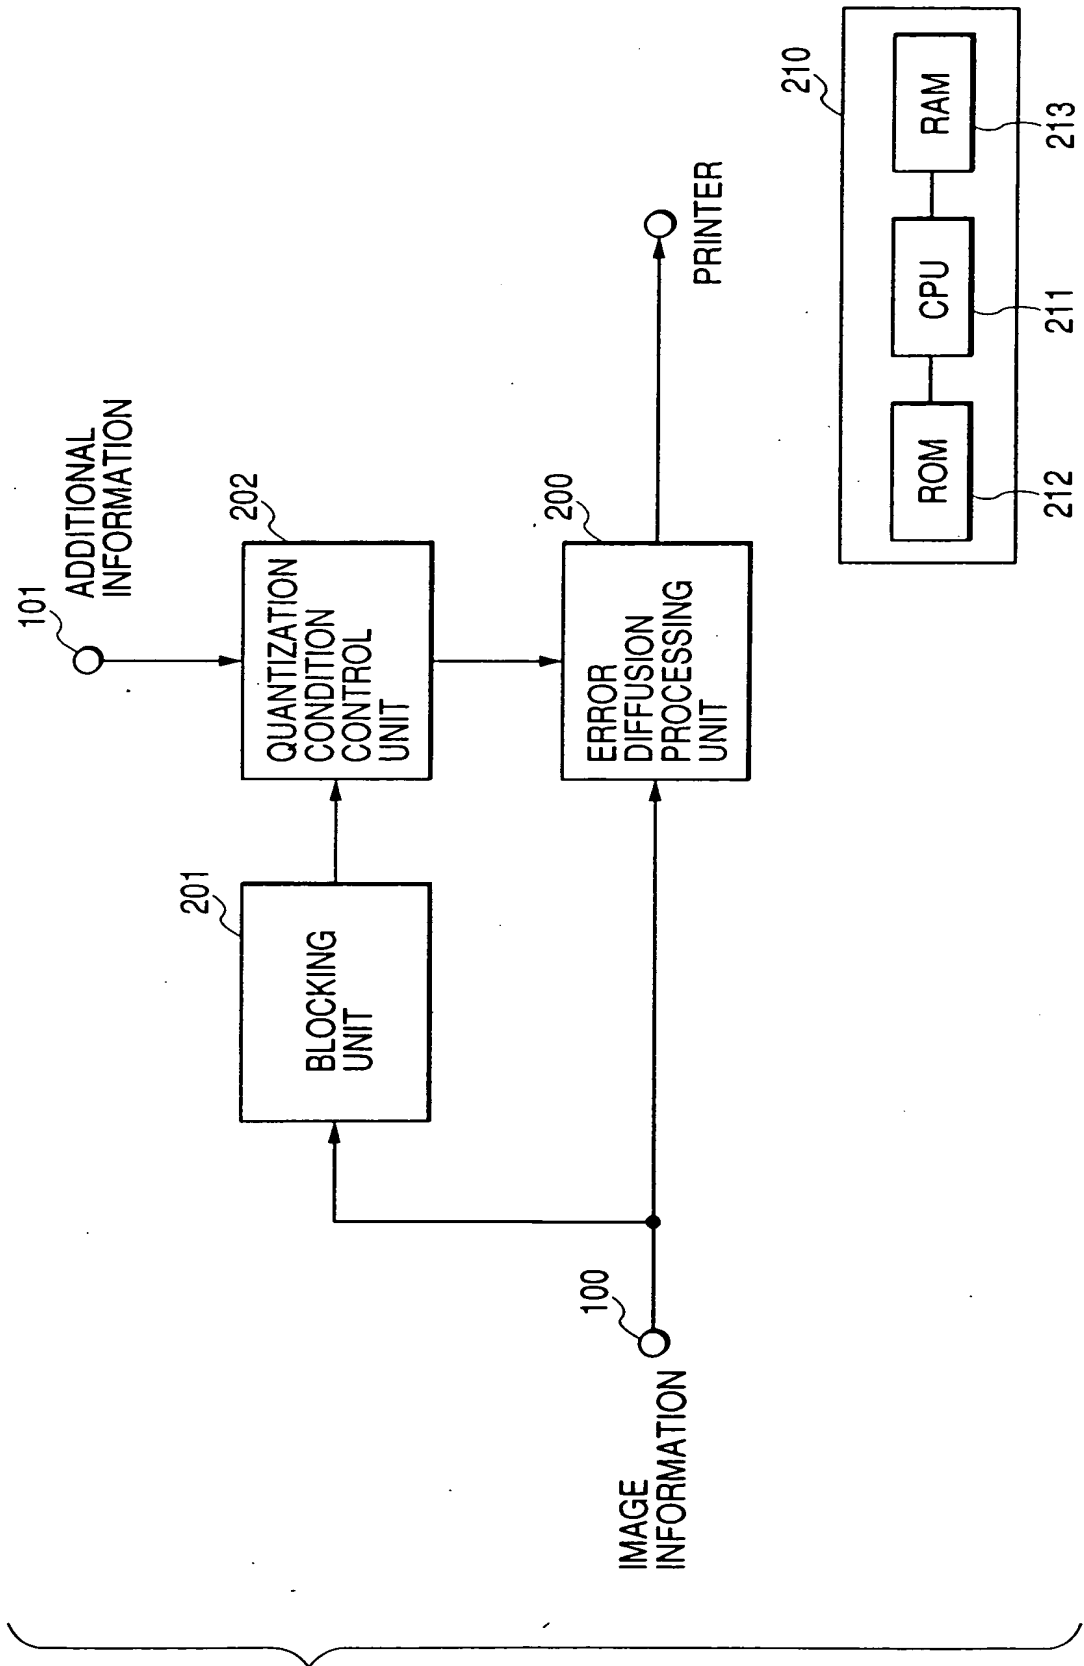 101
ADDITIONAL
INFORMATION
201
BLOCKING
UNIT
202
QUANTIZATION
CONDITION
CONTROL
UNIT
100
IMAGE
INFORMATION
200
ERROR
DIFFUSION
PROCESSING
UNIT
PRINTER
210
ROM
CPU
RAM
212
211
213